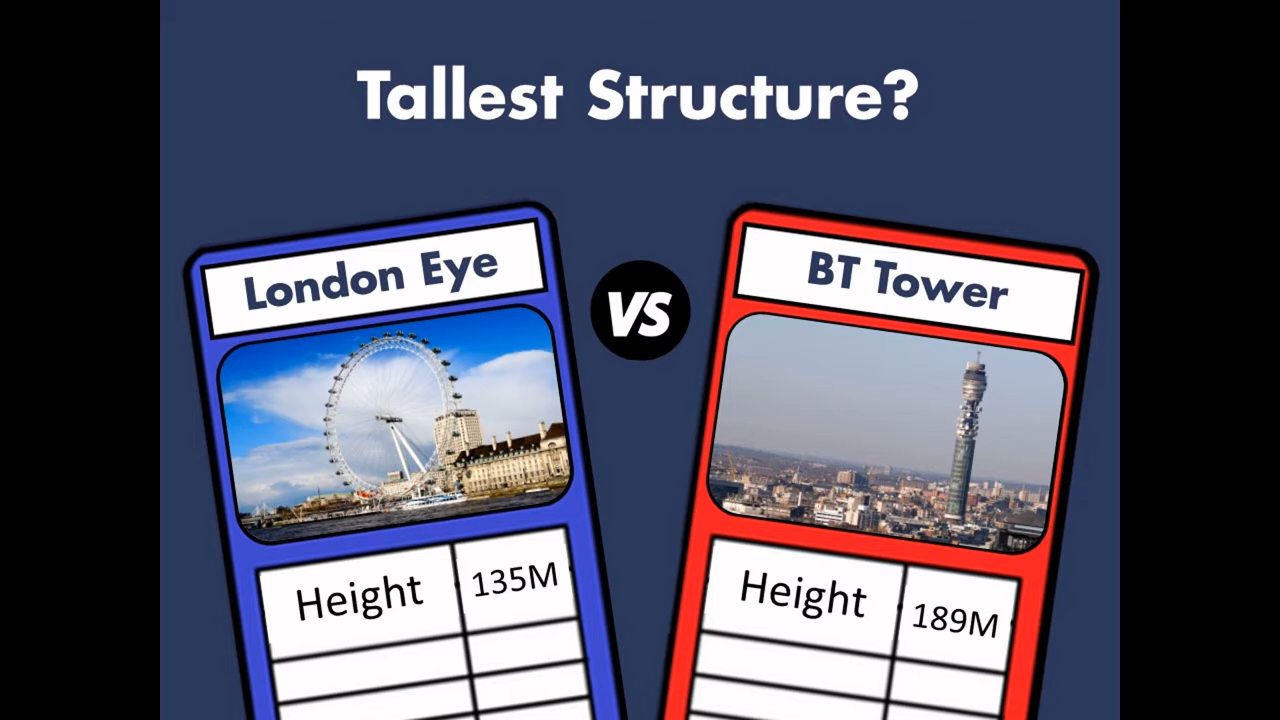 Tallest Structure?
London Eye
VS
BT Tower
Height 135M
Height 189M